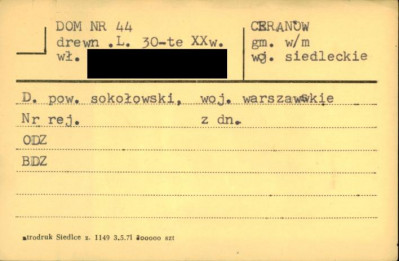 DOM NR 44
drewn .L. 30-te XXw.
wł.
CERANÓW
gm. w/m
woj. siedleckie
D. pow. sokołowski, woj. warszawskie
Nr rej. z dn.
ODZ
BDZ
Siedlce z. 1149 3.5.71 szt